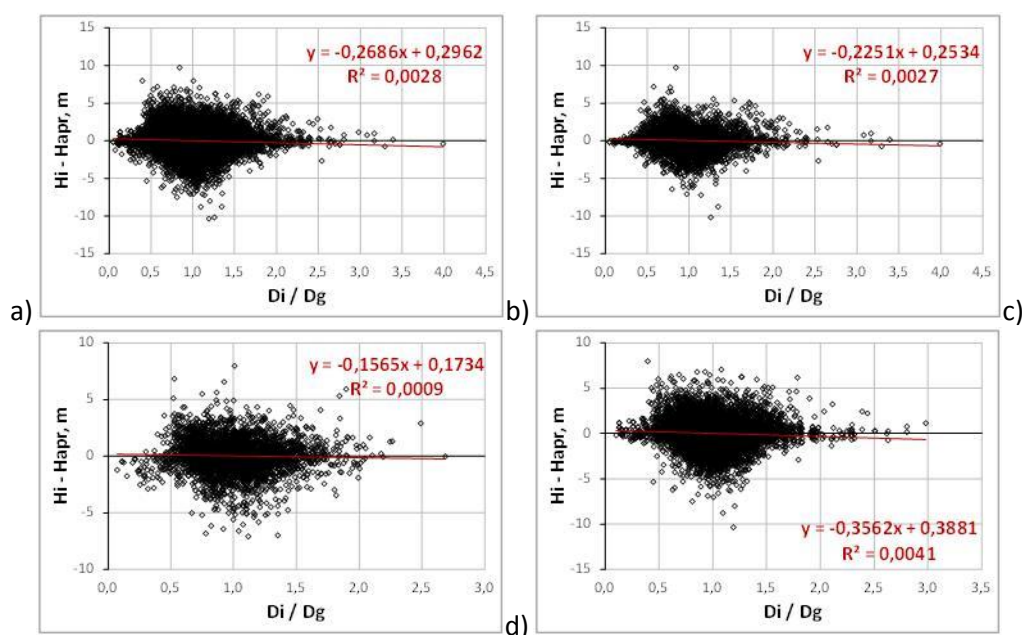 15
10
5
0
-5
-10
-15
Hi - Hapr, m
y = -0,2686x + 0,2962
R² = 0,0028
0,0 0,5 1,0 1,5 2,0 2,5 3,0 3,5 4,0 4,5
Di / Dg
a)
15
10
5
0
-5
-10
-15
Hi - Hapr, m
y = -0,2251x + 0,2534
R² = 0,0027
0,0 0,5 1,0 1,5 2,0 2,5 3,0 3,5 4,0 4,5
Di / Dg
b)
c)
10
5
0
-5
-10
Hi - Hapr, m
y = -0,1565x + 0,1734
R² = 0,0009
0,0 0,5 1,0 1,5 2,0 2,5 3,0
Di / Dg
d)
10
5
0
-5
-10
-15
Hi - Hapr, m
y = -0,3562x + 0,3881
R² = 0,0041
0,0 0,5 1,0 1,5 2,0 2,5 3,0 3,5
Di / Dg